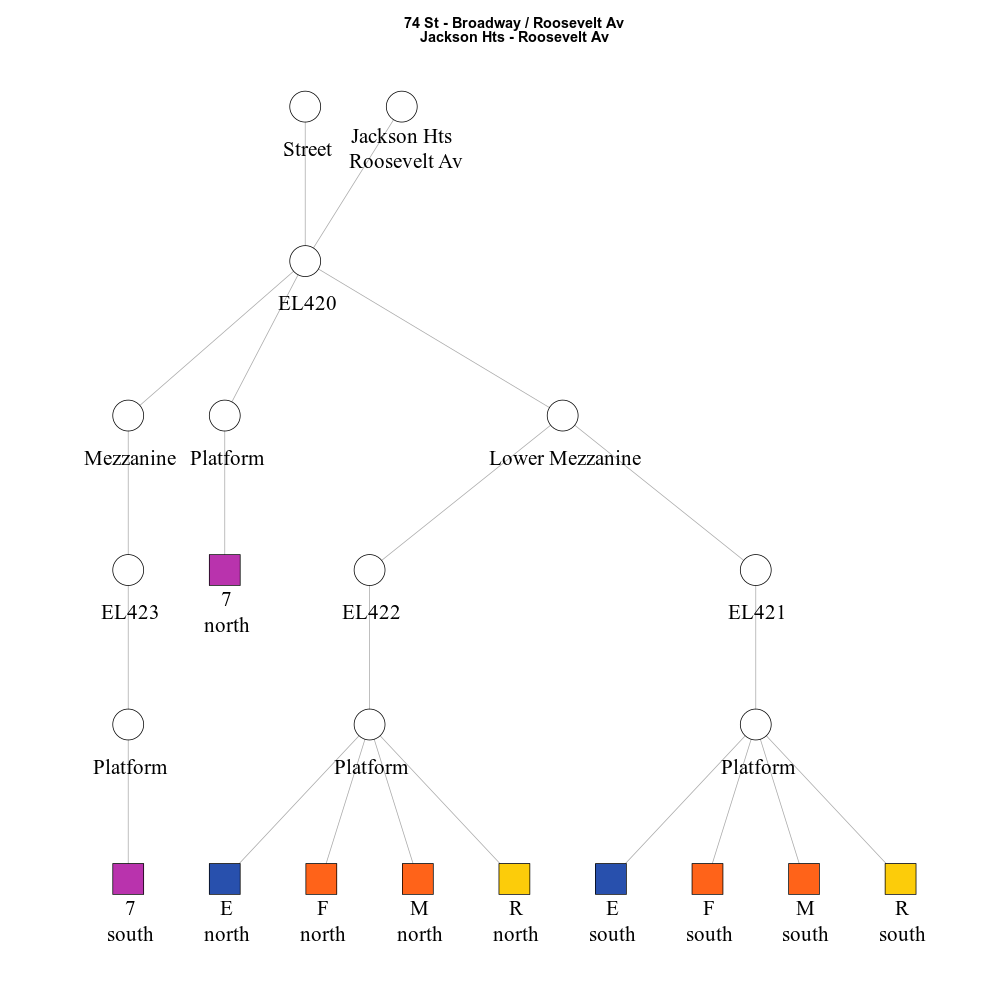 74 St - Broadway / Roosevelt Av
Jackson Hts - Roosevelt Av
Street
Jackson Hts
Roosevelt Av
EL420
Mezzanine
Platform
Lower Mezzanine
EL423
7
north
EL422
EL421
Platform
Platform
Platform
7
south
E
north
F
north
M
north
R
north
E
south
F
south
M
south
R
south